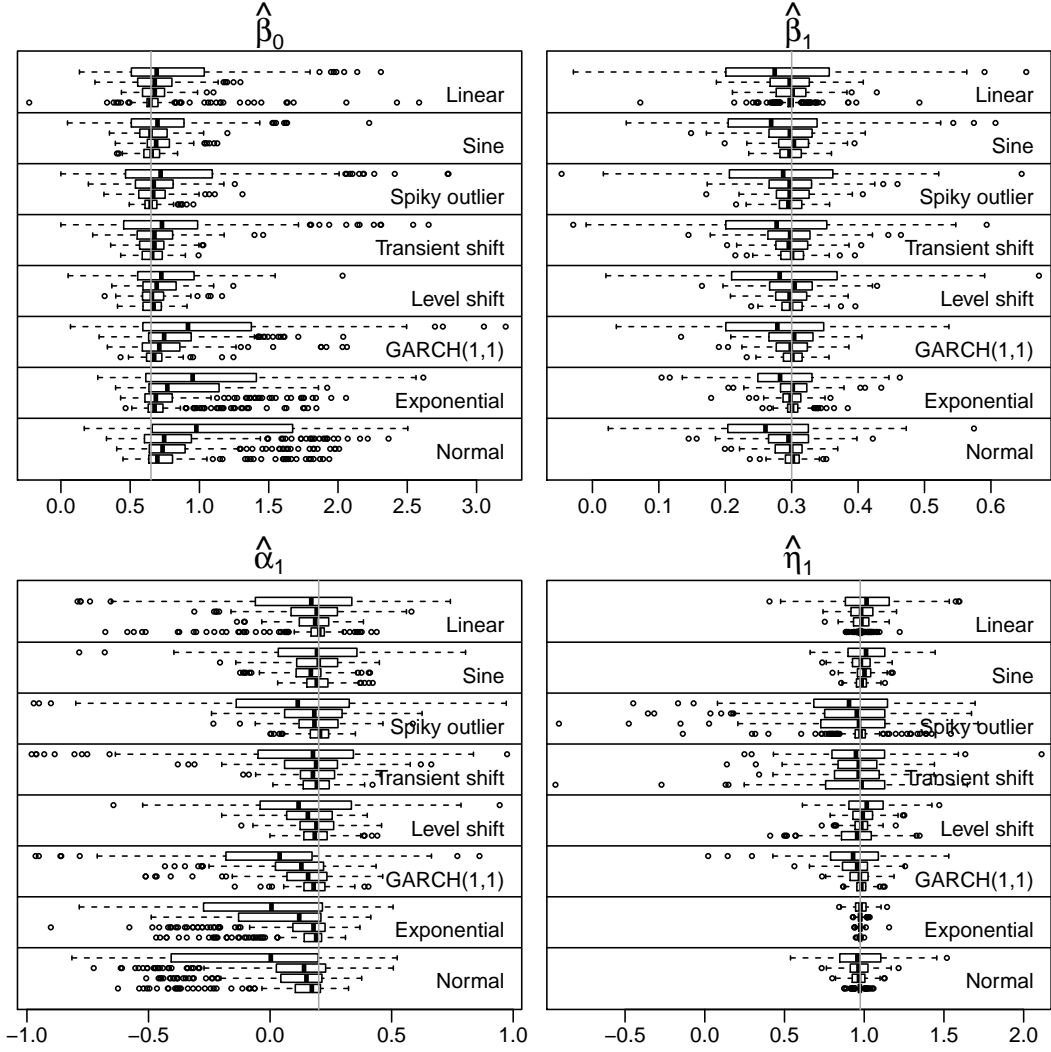 β̂₀
Linear
Sine
Spiky outlier
Transient shift
Level shift
GARCH(1,1)
Exponential
Normal
0.0 0.5 1.0 1.5 2.0 2.5 3.0
β̂₁
Linear
Sine
Spiky outlier
Transient shift
Level shift
GARCH(1,1)
Exponential
Normal
0.0 0.1 0.2 0.3 0.4 0.5 0.6
α̂₁
Linear
Sine
Spiky outlier
Transient shift
Level shift
GARCH(1,1)
Exponential
Normal
−1.0 −0.5 0.0 0.5 1.0
η̂₁
Linear
Sine
Spiky outlier
Transient shift
Level shift
GARCH(1,1)
Exponential
Normal
−0.5 0.0 0.5 1.0 1.5 2.0